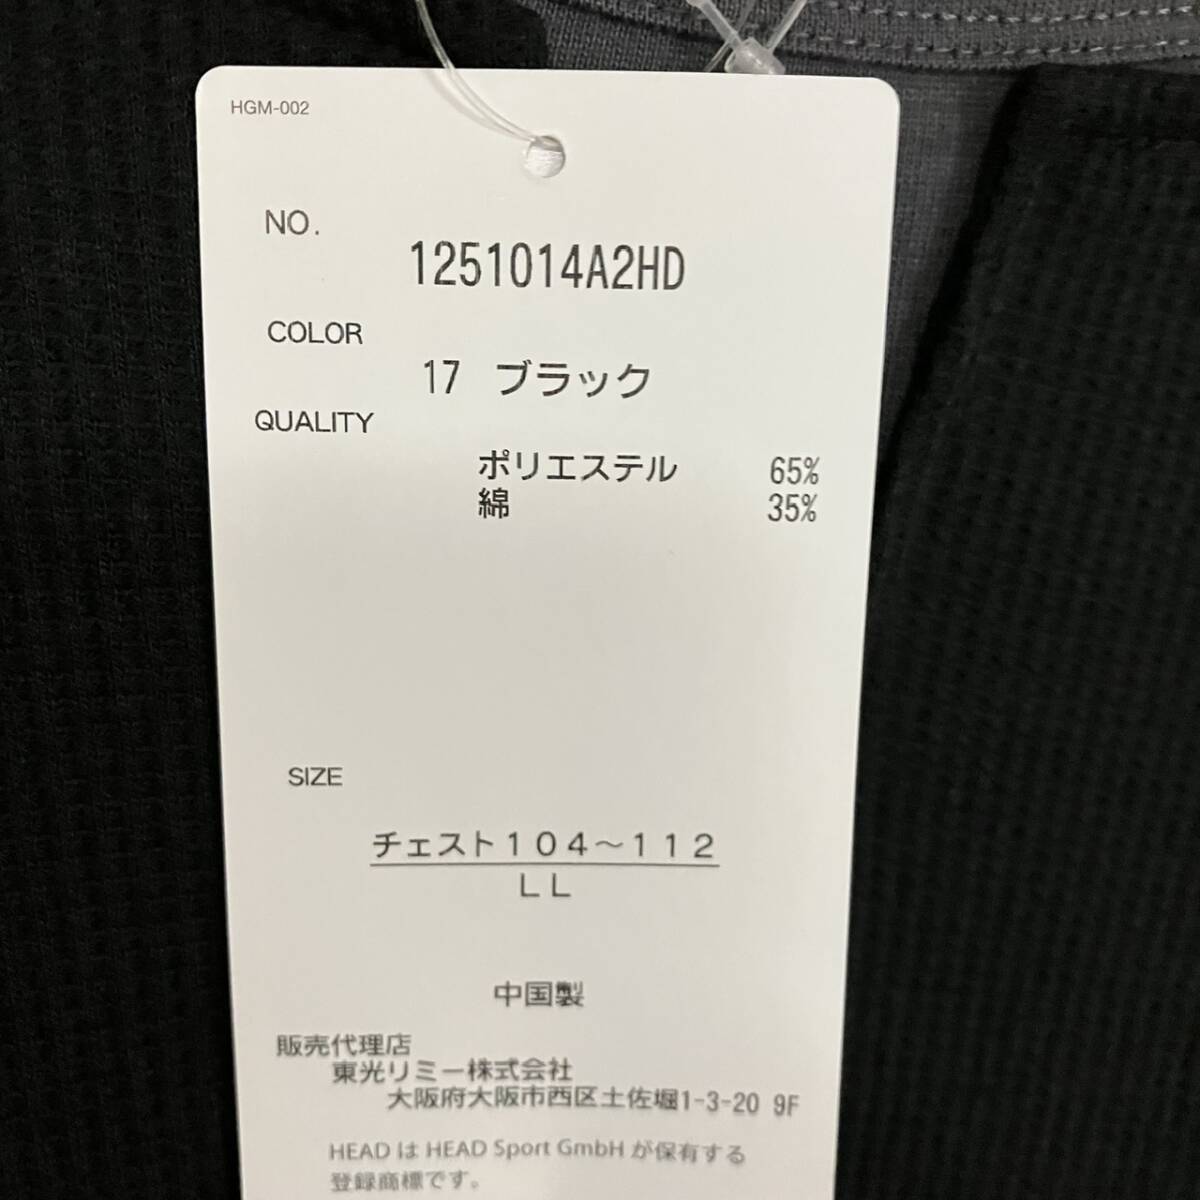 HGM-002
NO.
1251014A2HD
COLOR
17 ブラック
QUALITY
ポリエステル 65%
綿 35%
SIZE
チェスト104～112
LL
中国製
販売代理店
東光リミー株式会社
大阪府大阪市西区土佐堀1-3-20 9F
HEAD は HEAD Sport GmbH が保有する
登録商標です。